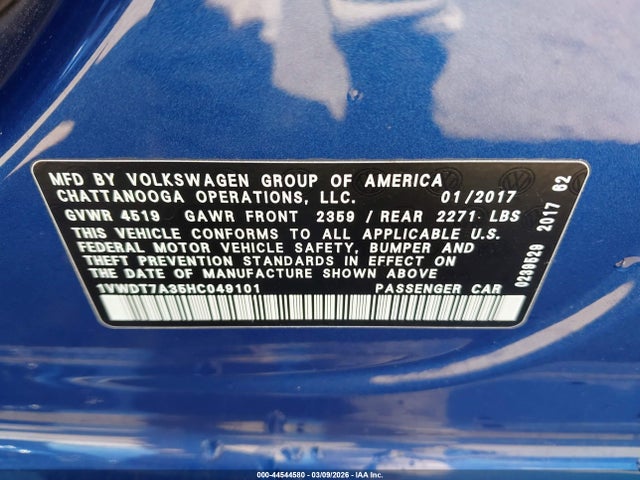 MFD BY VOLKSWAGEN GROUP OF AMERICA
CHATTANOOGA OPERATIONS, LLC. 01/2017
GVWR 4519 GAWR FRONT 2359 / REAR 2271 LBS
THIS VEHICLE CONFORMS TO ALL APPLICABLE U.S.
FEDERAL MOTOR VEHICLE SAFETY, BUMPER AND
THEFT PREVENTION STANDARDS IN EFFECT ON
THE DATE OF MANUFACTURE SHOWN ABOVE
1VWDT7A35HC049101 PASSENGER CAR
0230529 2017 62
000-44544580 | 03/09/2026 | IAA Inc.